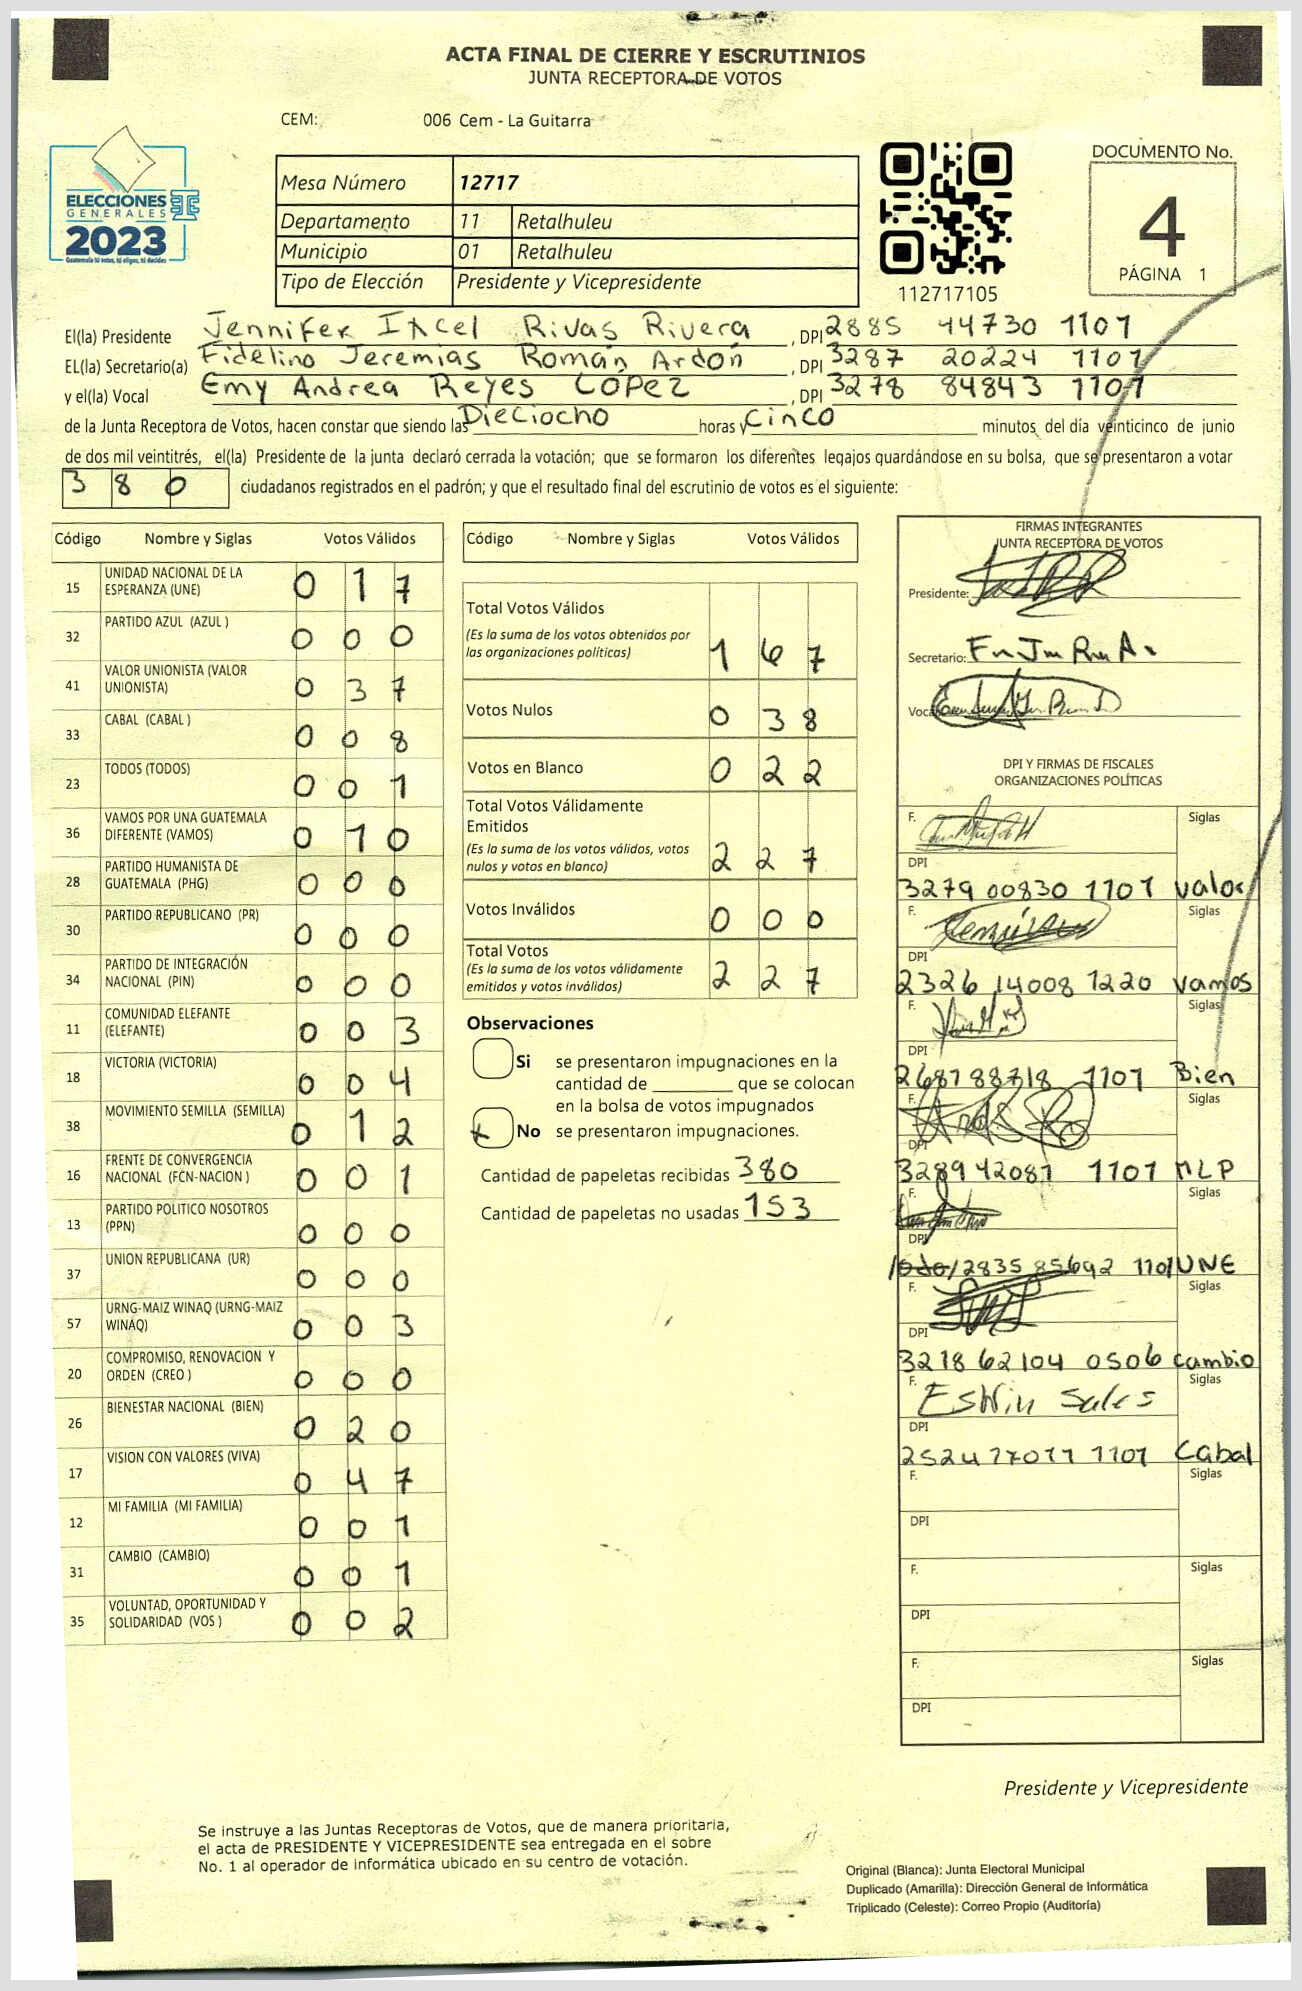 ACTA FINAL DE CIERRE Y ESCRUTINIOS
JUNTA RECEPTORA DE VOTOS
CEM: 006 Cem - La Guitarra
ELECCIONES
GENERALES
2023
Guatemala tú votas, tú eliges, tú decides
Mesa Número 12717
Departamento 11 Retalhuleu
Municipio 01 Retalhuleu
Tipo de Elección Presidente y Vicepresidente
112717105
DOCUMENTO No.
4
PÁGINA 1
El(la) Presidente Jennifer Ixcel Rivas Rivera, DPI 2885 44730 1101
EL(la) Secretario(a) Fidelino Jeremias Román Ardón, DPI 3287 20224 1101
y el(la) Vocal Emy Andrea Reyes LOPez, DPI 3278 84843 1101
de la Junta Receptora de Votos, hacen constar que siendo las DieCiocho horas y Cinco minutos del día veinticinco de junio
de dos mil veintitrés, el(la) Presidente de la junta declaró cerrada la votación; que se formaron los diferentes legajos quardándose en su bolsa, que se presentaron a votar
380 ciudadanos registrados en el padrón; y que el resultado final del escrutinio de votos es el siguiente:
Código Nombre y Siglas Votos Válidos
15 UNIDAD NACIONAL DE LA ESPERANZA (UNE) 0 1 7
32 PARTIDO AZUL (AZUL ) 0 0 0
41 VALOR UNIONISTA (VALOR UNIONISTA) 0 3 7
33 CABAL (CABAL ) 0 0 8
23 TODOS (TODOS) 0 0 1
36 VAMOS POR UNA GUATEMALA DIFERENTE (VAMOS) 0 1 0
28 PARTIDO HUMANISTA DE GUATEMALA (PHG) 0 0 0
30 PARTIDO REPUBLICANO (PR) 0 0 0
34 PARTIDO DE INTEGRACIÓN NACIONAL (PIN) 0 0 0
11 COMUNIDAD ELEFANTE (ELEFANTE) 0 0 3
18 VICTORIA (VICTORIA) 0 0 4
38 MOVIMIENTO SEMILLA (SEMILLA) 0 1 2
16 FRENTE DE CONVERGENCIA NACIONAL (FCN-NACION ) 0 0 1
13 PARTIDO POLITICO NOSOTROS (PPN) 0 0 0
37 UNION REPUBLICANA (UR) 0 0 0
57 URNG-MAIZ WINAQ (URNG-MAIZ WINAQ) 0 0 3
20 COMPROMISO, RENOVACION Y ORDEN (CREO ) 0 0 0
26 BIENESTAR NACIONAL (BIEN) 0 2 0
17 VISION CON VALORES (VIVA) 0 4 7
12 MI FAMILIA (MI FAMILIA) 0 0 1
31 CAMBIO (CAMBIO) 0 0 1
35 VOLUNTAD, OPORTUNIDAD Y SOLIDARIDAD (VOS ) 0 0 2
Código Nombre y Siglas Votos Válidos
Total Votos Válidos
(Es la suma de los votos obtenidos por
las organizaciones políticas) 1 6 7
Votos Nulos 0 3 8
Votos en Blanco 0 2 2
Total Votos Válidamente
Emitidos
(Es la suma de los votos válidos, votos
nulos y votos en blanco) 2 2 7
Votos Inválidos 0 0 0
Total Votos
(Es la suma de los votos válidamente
emitidos y votos inválidos) 2 2 7
Observaciones
Si se presentaron impugnaciones en la
cantidad de ________ que se colocan
en la bolsa de votos impugnados
x No se presentaron impugnaciones.
Cantidad de papeletas recibidas 380
Cantidad de papeletas no usadas 153
FIRMAS INTEGRANTES
JUNTA RECEPTORA DE VOTOS
Presidente:
Secretario:
Vocal
DPI Y FIRMAS DE FISCALES
ORGANIZACIONES POLÍTICAS
F. Siglas
DPI
3279 00830 1101 valor
F. Siglas
DPI
2326 14008 1220 vamos
F. Siglas
DPI
268788718 1101 Bien
F. Siglas
DPI
328942081 1101 MLP
F. Siglas
DPI
2835 85692 1101 UNE
F. Siglas
DPI
3218 62104 0506 cambio
F. Eswin Sales Siglas
DPI
2524 77077 1101 Cabal
F. Siglas
DPI
F. Siglas
DPI
F. Siglas
DPI
Presidente y Vicepresidente
Se instruye a las Juntas Receptoras de Votos, que de manera prioritaria,
el acta de PRESIDENTE Y VICEPRESIDENTE sea entregada en el sobre
No. 1 al operador de informática ubicado en su centro de votación.
Original (Blanca): Junta Electoral Municipal
Duplicado (Amarilla): Dirección General de Informática
Triplicado (Celeste): Correo Propio (Auditoría)